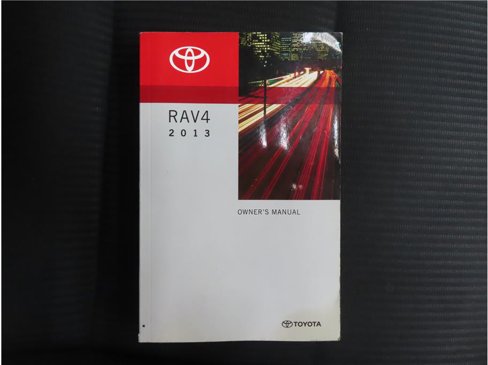 RAV4
2013
OWNER'S MANUAL
TOYOTA